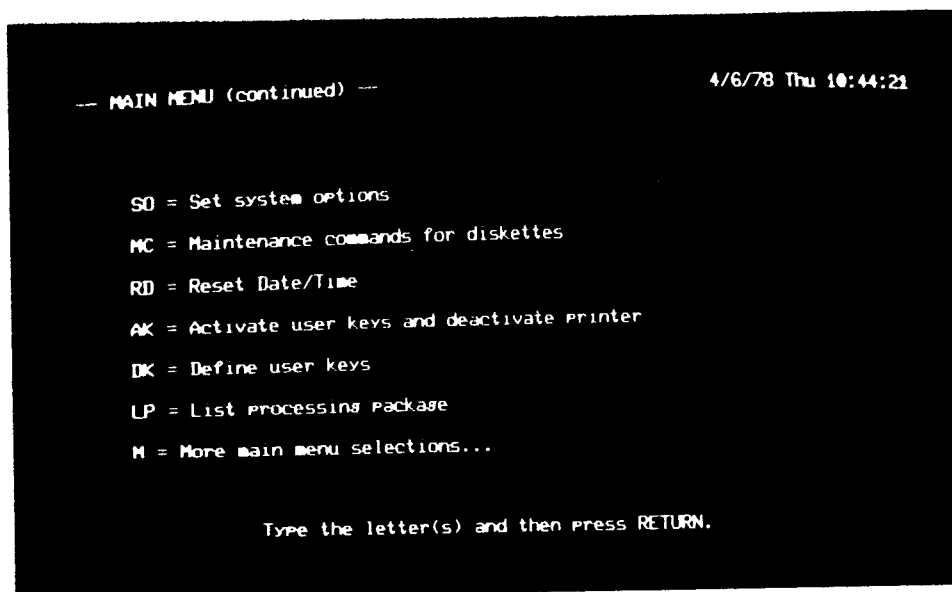 --- MAIN MENU (continued) ---
4/6/78 Thu 10:44:21
SO = Set system options
MC = Maintenance commands for diskettes
RD = Reset Date/Time
AK = Activate user keys and deactivate printer
DK = Define user keys
LP = List processing package
M = More main menu selections...
Type the letter(s) and then press RETURN.